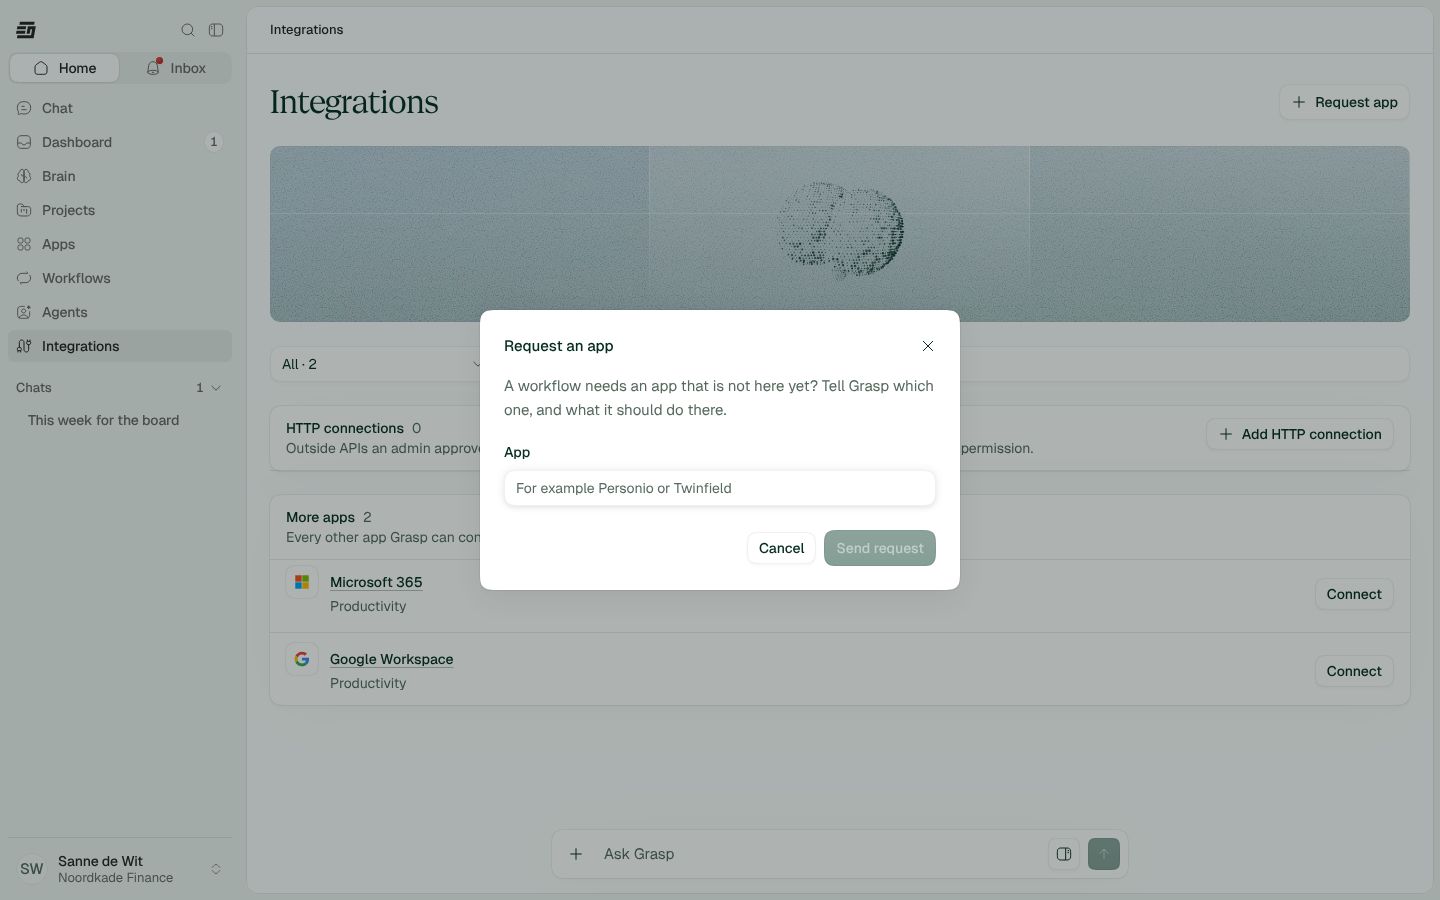 Integrations
Home
Inbox
Chat
Dashboard 1
Brain
Projects
Apps
Workflows
Agents
Integrations
Chats 1
This week for the board
SW
Sanne de Wit
Noordkade Finance
Integrations
Request app
All · 2
HTTP connections 0
Outside APIs an admin approve
permission.
Add HTTP connection
More apps 2
Every other app Grasp can con
Microsoft 365
Productivity
Connect
Google Workspace
Productivity
Connect
Request an app
A workflow needs an app that is not here yet? Tell Grasp which
one, and what it should do there.
App
For example Personio or Twinfield
Cancel
Send request
Ask Grasp